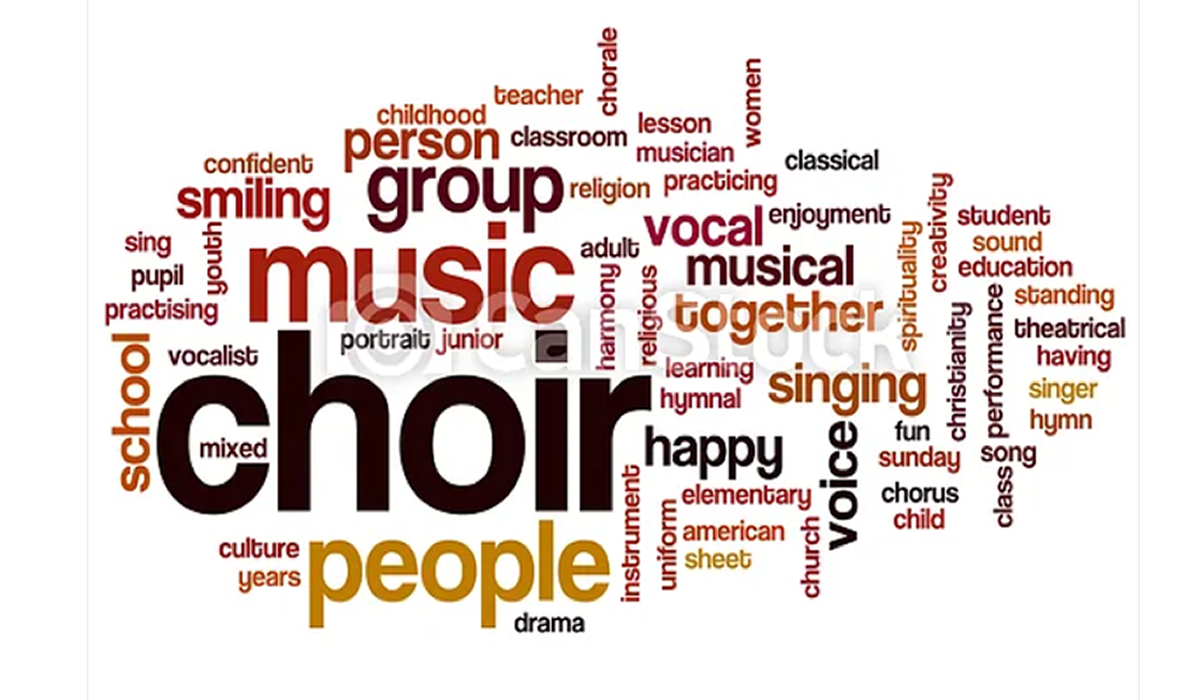 chorale
women
teacher
childhood
lesson
person
classroom
musician
classical
confident
group
religion
practicing
smiling
creativity
student
enjoyment
vocal
youth
sing
adult
music
sound
spirituality
musical
education
pupil
harmony
religious
together
standing
practising
performance
christianity
theatrical
portrait
junior
CanStock
vocalist
having
school
choir
learning
singing
singer
hymnal
hymn
mixed
happy
voice
fun
sunday
song
class
elementary
chorus
instrument
uniform
american
child
church
culture
people
sheet
years
drama